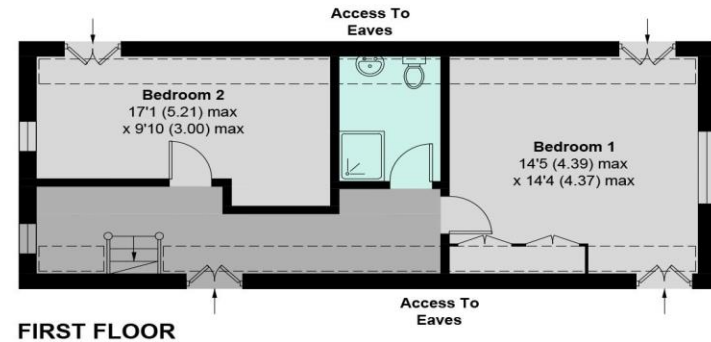 Access To
Eaves
Bedroom 2
17'1 (5.21) max
x 9'10 (3.00) max
Bedroom 1
14'5 (4.39) max
x 14'4 (4.37) max
Access To
Eaves
FIRST FLOOR